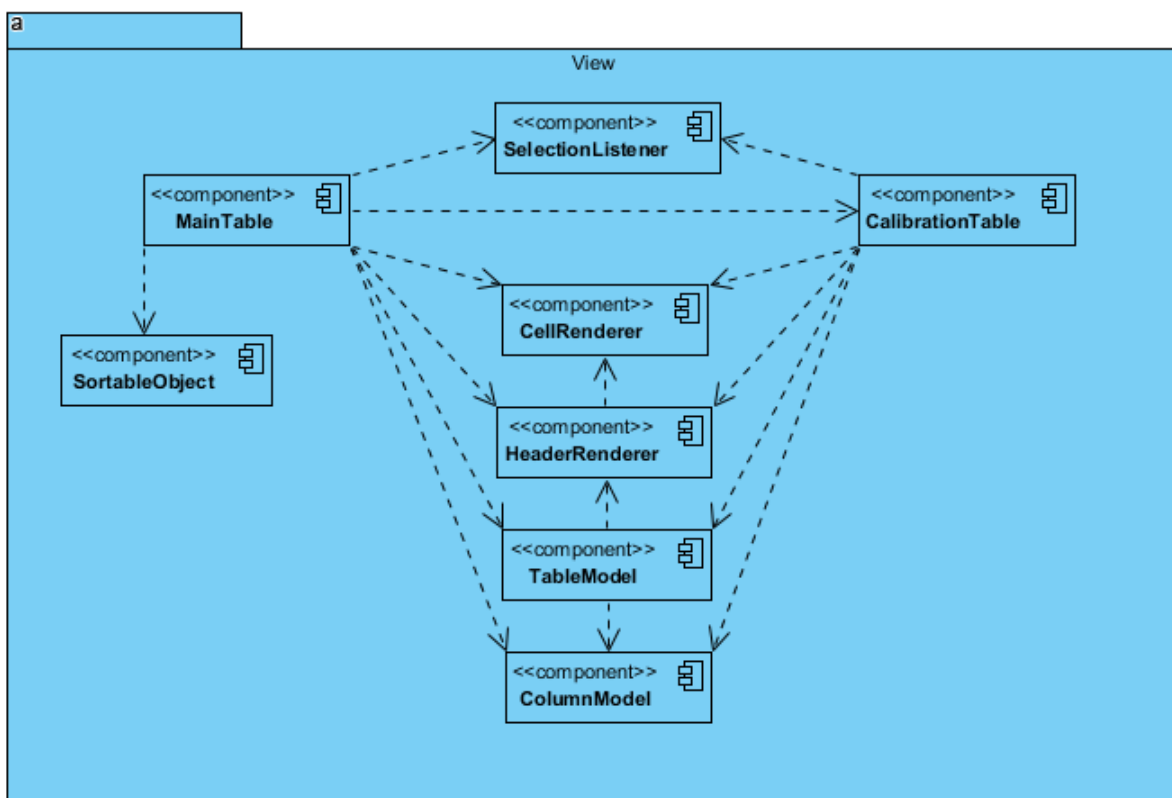 a
View
<<component>>
SelectionListener
<<component>>
MainTable
<<component>>
CalibrationTable
<<component>>
CellRenderer
<<component>>
SortableObject
<<component>>
HeaderRenderer
<<component>>
TableModel
<<component>>
ColumnModel